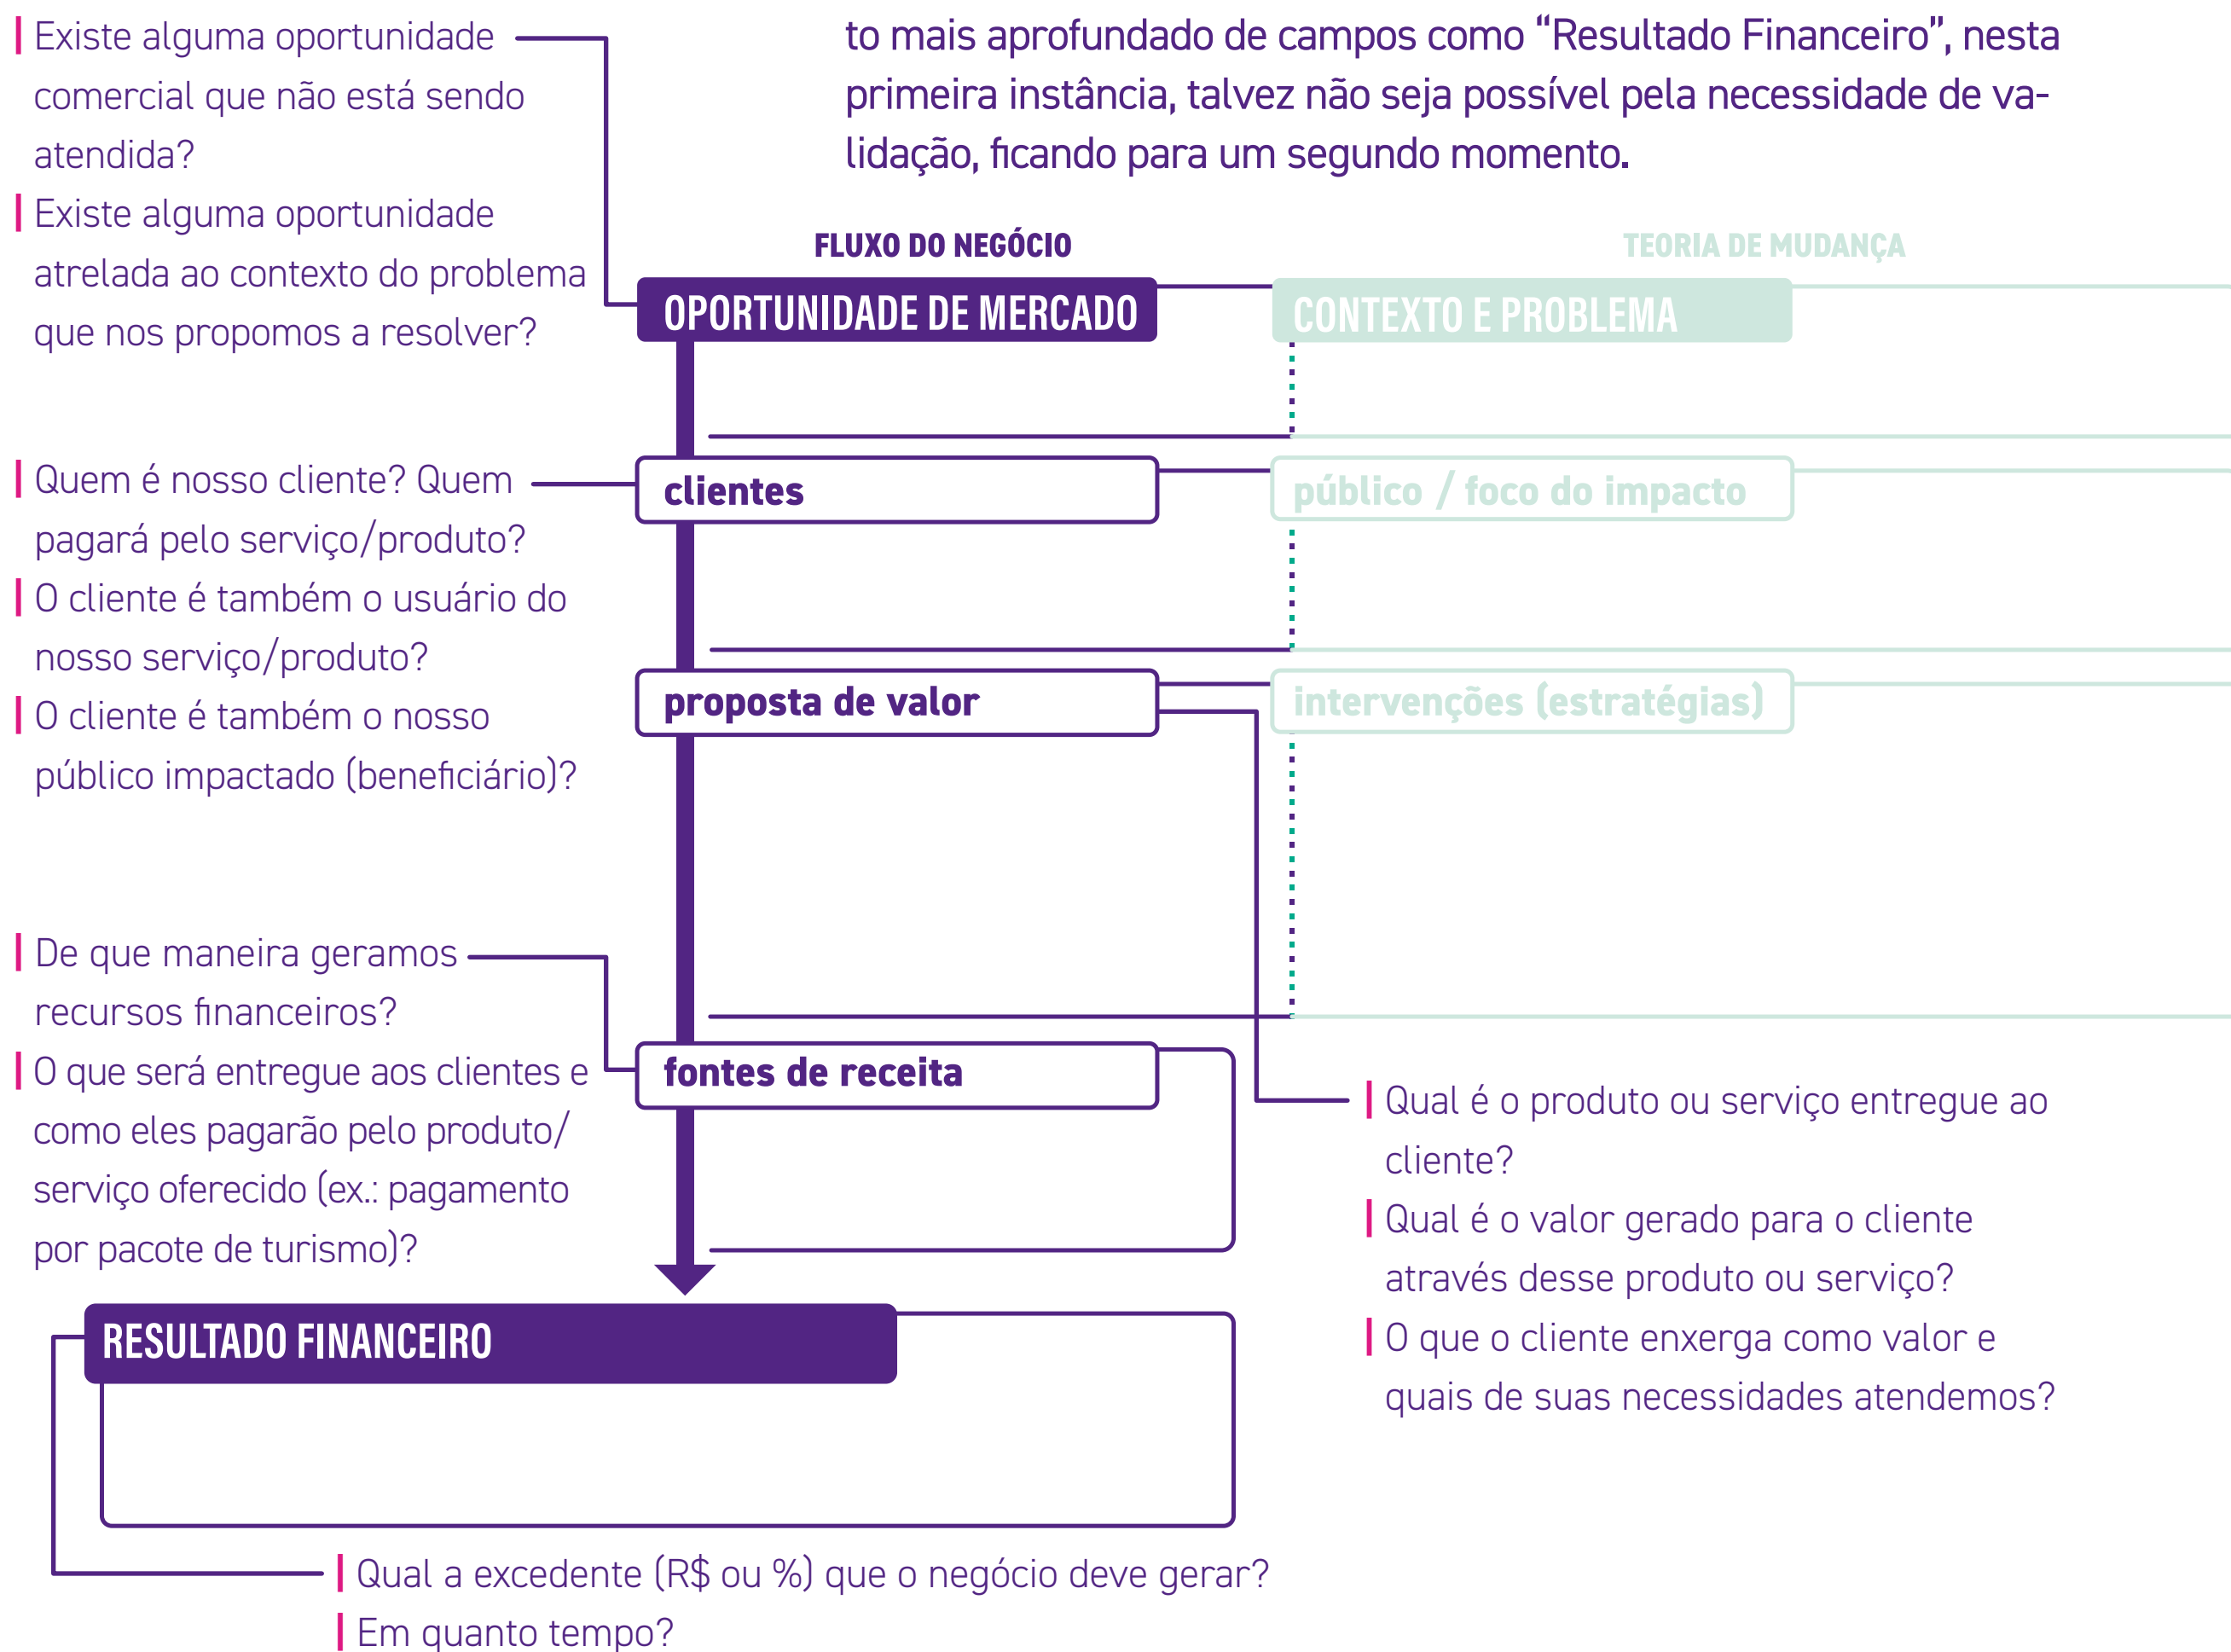 to mais aprofundado de campos como “Resultado Financeiro”, nesta
primeira instância, talvez não seja possível pela necessidade de va-
lidação, ficando para um segundo momento.
Existe alguma oportunidade
comercial que não está sendo
atendida?
Existe alguma oportunidade
atrelada ao contexto do problema
que nos propomos a resolver?
FLUXO DO NEGÓCIO
TEORIA DE MUDANÇA
OPORTUNIDADE DE MERCADO
CONTEXTO E PROBLEMA
Quem é nosso cliente? Quem
pagará pelo serviço/produto?
O cliente é também o usuário do
nosso serviço/produto?
O cliente é também o nosso
público impactado (beneficiário)?
clientes
público / foco do impacto
proposta de valor
intervenções (estratégias)
De que maneira geramos
recursos financeiros?
O que será entregue aos clientes e
como eles pagarão pelo produto/
serviço oferecido (ex.: pagamento
por pacote de turismo)?
fontes de receita
Qual é o produto ou serviço entregue ao
cliente?
Qual é o valor gerado para o cliente
através desse produto ou serviço?
O que o cliente enxerga como valor e
quais de suas necessidades atendemos?
RESULTADO FINANCEIRO
Qual a excedente (R$ ou %) que o negócio deve gerar?
Em quanto tempo?